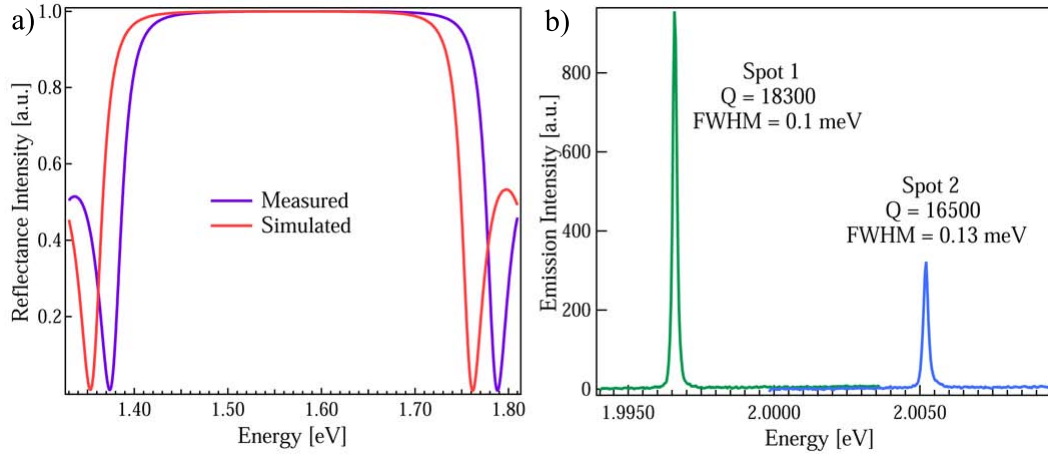 a)
Reflectance Intensity [a.u.]
1.0
0.8
0.6
0.4
0.2
Measured
Simulated
1.40
1.50
1.60
1.70
1.80
Energy [eV]
b)
Emission Intensity [a.u.]
800
600
400
200
0
Spot 1
Q = 18300
FWHM = 0.1 meV
Spot 2
Q = 16500
FWHM = 0.13 meV
1.9950
2.0000
2.0050
Energy [eV]